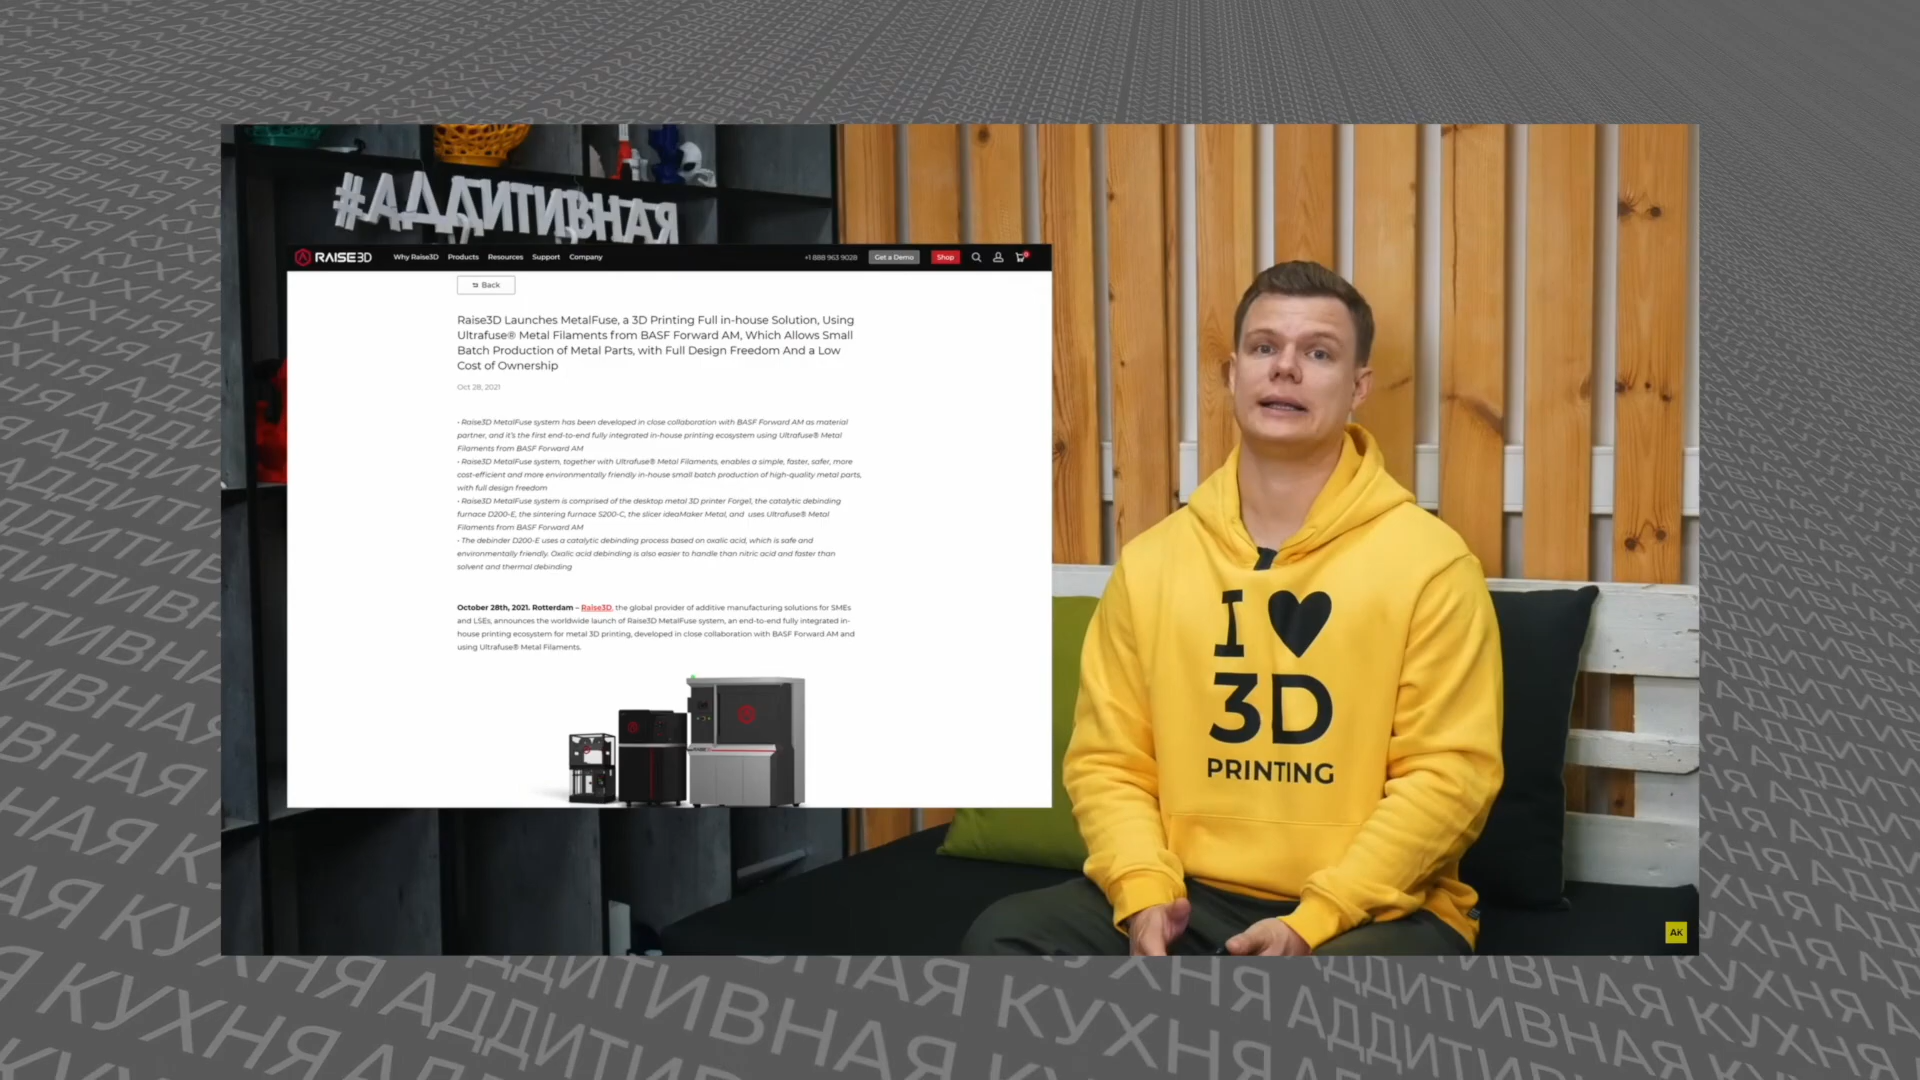 #АДДИТИВНАЯ
RAISE3D
Why Raise3D Products Resources Support Company
+1 888 963 9028 Get a Demo Shop
Back
Raise3D Launches MetalFuse, a 3D Printing Full in-house Solution, Using
Ultrafuse® Metal Filaments from BASF Forward AM, Which Allows Small
Batch Production of Metal Parts, with Full Design Freedom And a Low
Cost of Ownership
Oct 28, 2021
• Raise3D MetalFuse system has been developed in close collaboration with BASF Forward AM as material
partner, and it's the first end-to-end fully integrated in-house printing ecosystem using Ultrafuse® Metal
Filaments from BASF Forward AM
• Raise3D MetalFuse system, together with Ultrafuse® Metal Filaments, enables a simple, faster, safer, more
cost-efficient and more environmentally friendly in-house small batch production of high-quality metal parts,
with full design freedom
• Raise3D MetalFuse system is comprised of the desktop metal 3D printer Forge1, the catalytic debinding
furnace D200-E, the sintering furnace S200-C, the slicer ideaMaker Metal, and uses Ultrafuse® Metal
Filaments from BASF Forward AM
• The debinder D200-E uses a catalytic debinding process based on oxalic acid, which is safe and
environmentally friendly. Oxalic acid debinding is also easier to handle than nitric acid and faster than
solvent and thermal debinding
October 28th, 2021. Rotterdam – Raise3D, the global provider of additive manufacturing solutions for SMEs
and LSEs, announces the worldwide launch of Raise3D MetalFuse system, an end-to-end fully integrated in-
house printing ecosystem for metal 3D printing, developed in close collaboration with BASF Forward AM and
using Ultrafuse® Metal Filaments.
I ♥
3D
PRINTING
AK
АДДИТИВНАЯ КУХНЯ АДДИТИВНАЯ
КУХНЯ АДДИТИВНАЯ КУХНЯ